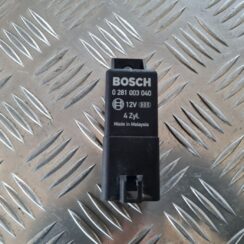 BOSCH
0 281 003 040
12V
4 Zyl.
Made in Malaysia